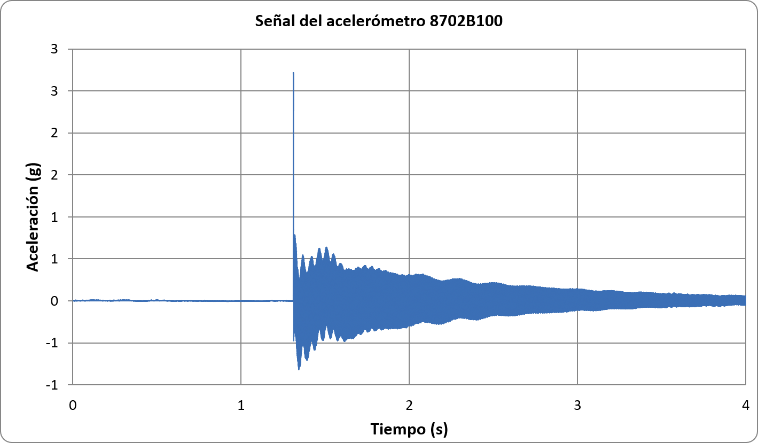 Señal del acelerómetro 8702B100
3
3
2
2
1
1
0
-1
-1
Aceleración (g)
0 1 2 3 4
Tiempo (s)